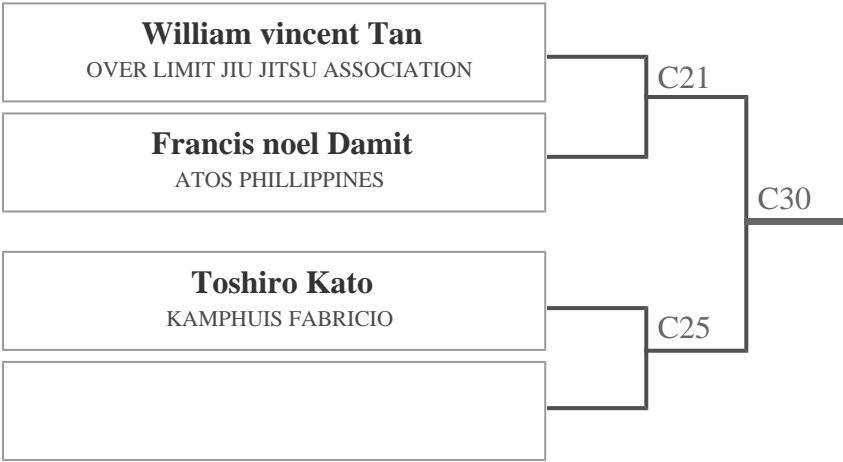 William vincent Tan
OVER LIMIT JIU JITSU ASSOCIATION
C21
Francis noel Damit
ATOS PHILLIPPINES
C30
Toshiro Kato
KAMPHUIS FABRICIO
C25